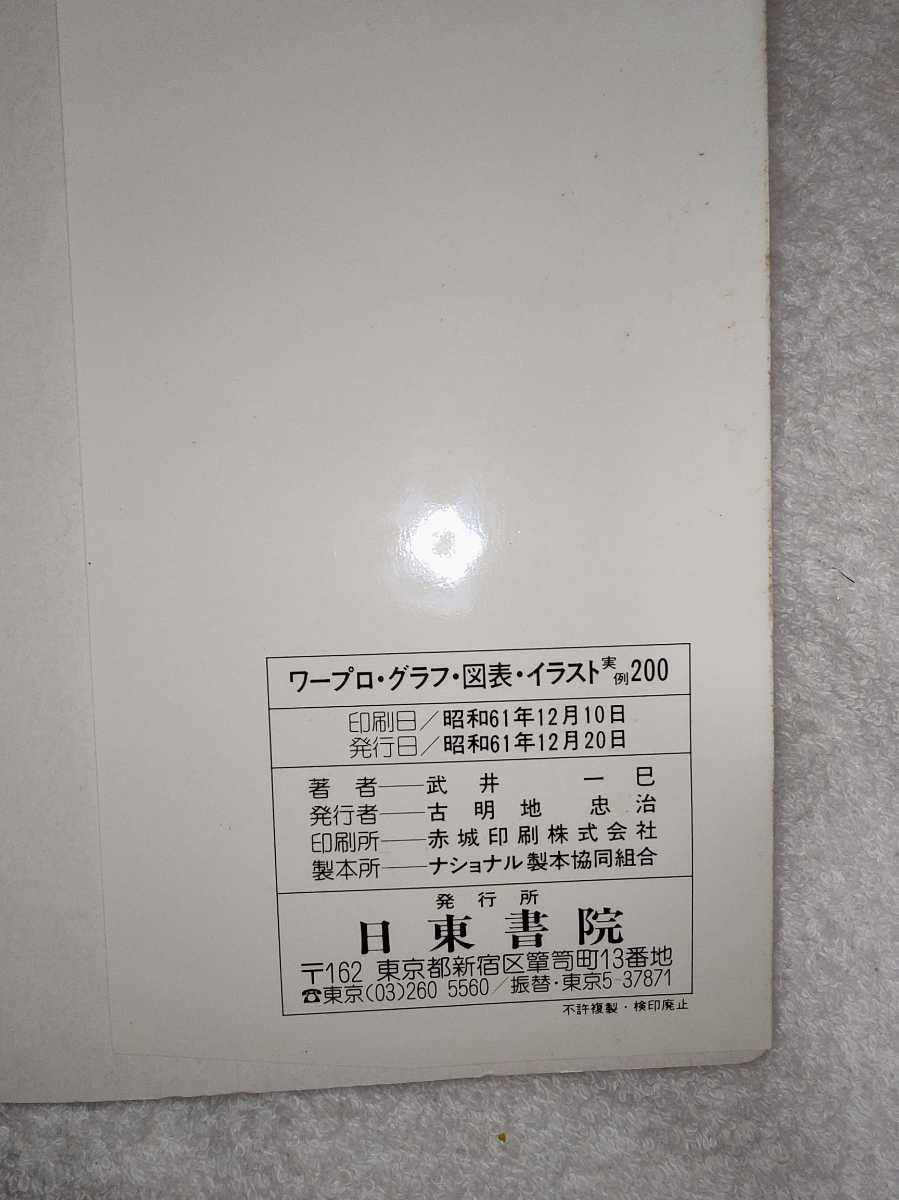 ワープロ・グラフ・図表・イラスト実例200
印刷日／昭和61年12月10日
発行日／昭和61年12月20日
著者──武井一巳
発行者──古明地忠治
印刷所──赤城印刷株式会社
製本所──ナショナル製本協同組合
発行所
日東書院
〒162 東京都新宿区簞笥町13番地
☎東京(03)260 5560／振替・東京5-37871
不許複製・検印廃止